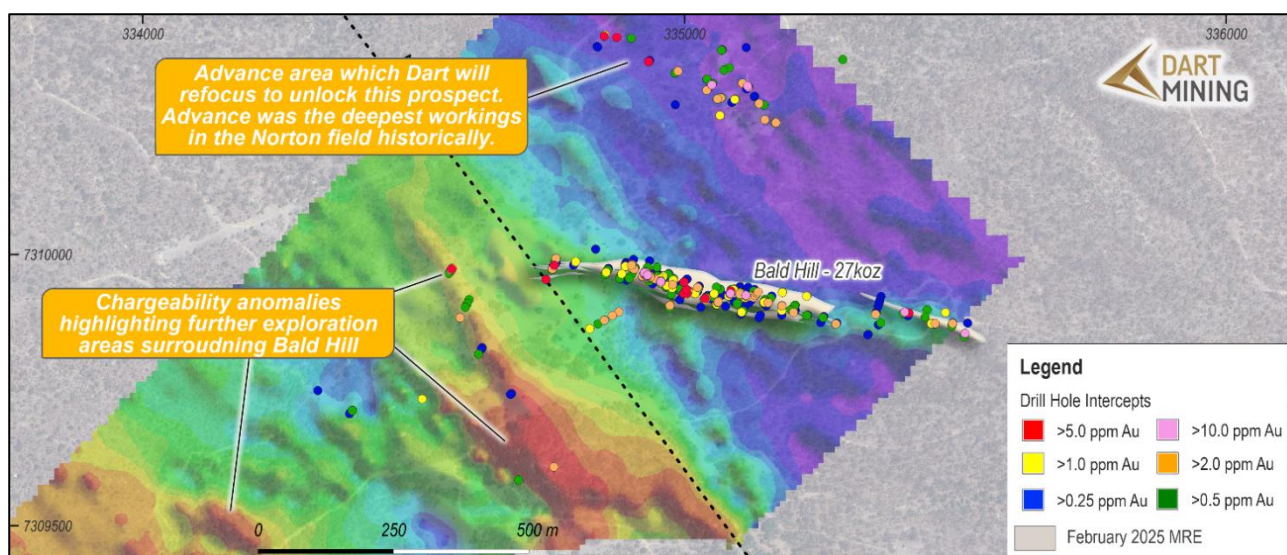 334000
335000
336000
Advance area which Dart will
refocus to unlock this prospect.
Advance was the deepest workings
in the Norton field historically.
DART
MINING
7310000
Bald Hill - 27koz
Chargeability anomalies
highlighting further exploration
areas surroudning Bald Hill
Legend
Drill Hole Intercepts
>5.0 ppm Au
>10.0 ppm Au
>1.0 ppm Au
>2.0 ppm Au
>0.25 ppm Au
>0.5 ppm Au
February 2025 MRE
7309500
0
250
500 m